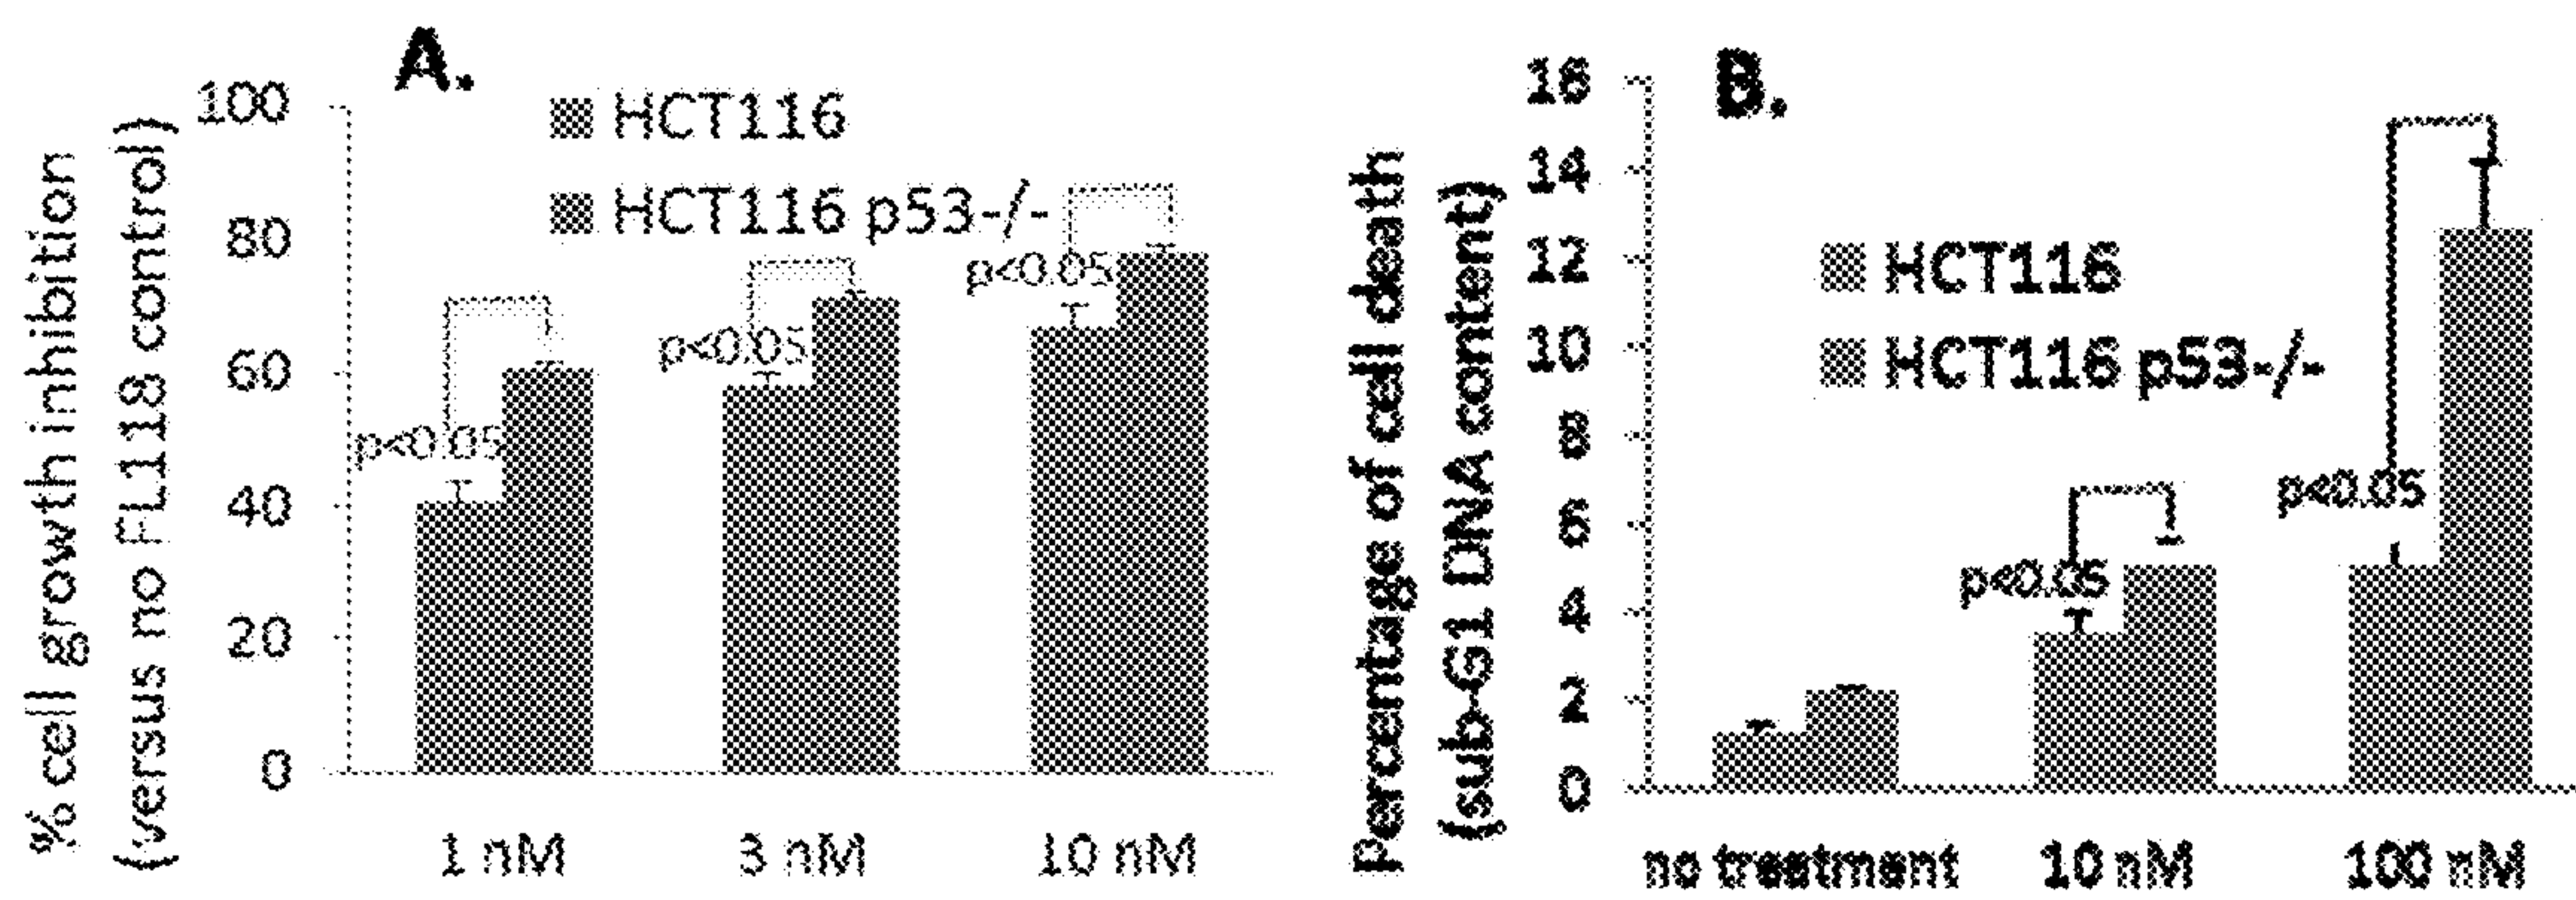 A.
% cell growth inhibition
(versus no FL118 control)
100
80
60
40
20
0
HCT116
HCT116 p53-/-
p<0.05
p<0.05
p<0.05
1 nM
3 nM
10 nM
B.
Percentage of cell death
(sub-G1 DNA content)
16
14
12
10
8
6
4
2
0
HCT116
HCT116 p53-/-
p<0.05
p<0.05
no treatment
10 nM
100 nM